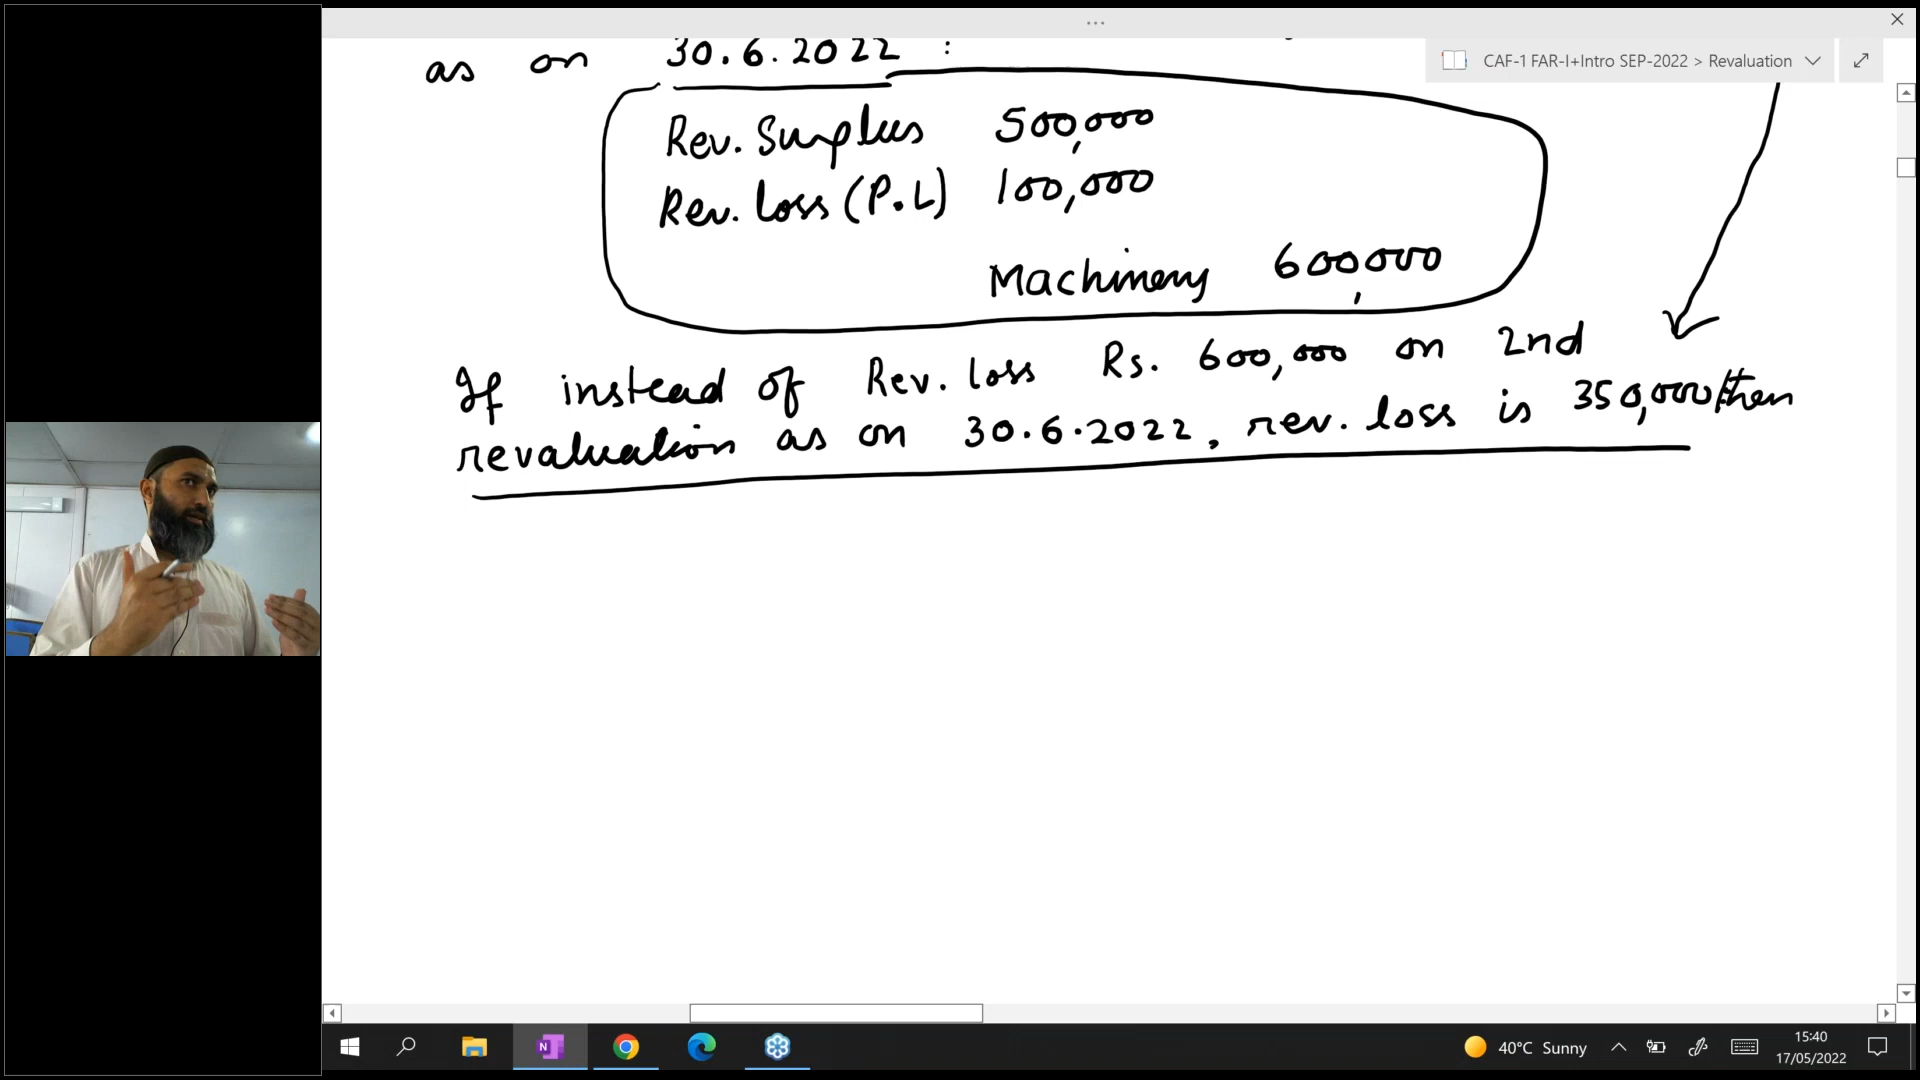 CAF-1 FAR-I+Intro SEP-2022 > Revaluation
as on 30.6.2022 :
Rev. Surplus 500,000
Rev. loss (P.L) 100,000
Machinery 600,000
If instead of Rev. loss Rs. 600,000 on 2nd
revaluation as on 30.6.2022, rev. loss is 350,000/then
40°C Sunny
15:40
17/05/2022